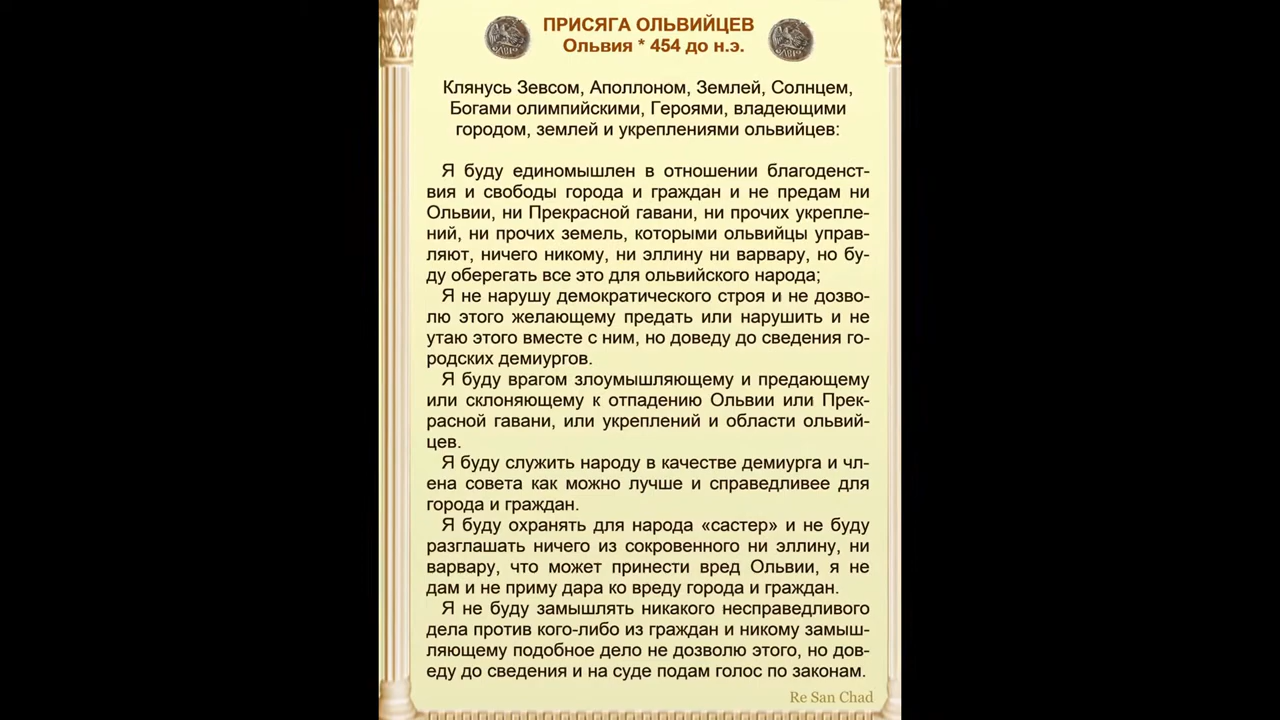 ПРИСЯГА ОЛЬВИЙЦЕВ
Ольвия * 454 до н.э.
Клянусь Зевсом, Аполлоном, Землей, Солнцем,
Богами олимпийскими, Героями, владеющими
городом, землей и укреплениями ольвийцев:
Я буду единомышлен в отношении благоденст-
вия и свободы города и граждан и не предам ни
Ольвии, ни Прекрасной гавани, ни прочих укрепле-
ний, ни прочих земель, которыми ольвийцы управ-
ляют, ничего никому, ни эллину ни варвару, но бу-
ду оберегать все это для ольвийского народа;
Я не нарушу демократического строя и не дозво-
лю этого желающему предать или нарушить и не
утаю этого вместе с ним, но доведу до сведения го-
родских демиургов.
Я буду врагом злоумышляющему и предающему
или склоняющему к отпадению Ольвии или Прек-
расной гавани, или укреплений и области ольвий-
цев.
Я буду служить народу в качестве демиурга и чл-
ена совета как можно лучше и справедливее для
города и граждан.
Я буду охранять для народа «састер» и не буду
разглашать ничего из сокровенного ни эллину, ни
варвару, что может принести вред Ольвии, я не
дам и не приму дара ко вреду города и граждан.
Я не буду замышлять никакого несправедливого
дела против кого-либо из граждан и никому замыш-
ляющему подобное дело не дозволю этого, но дов-
еду до сведения и на суде подам голос по законам.
Re San Chad